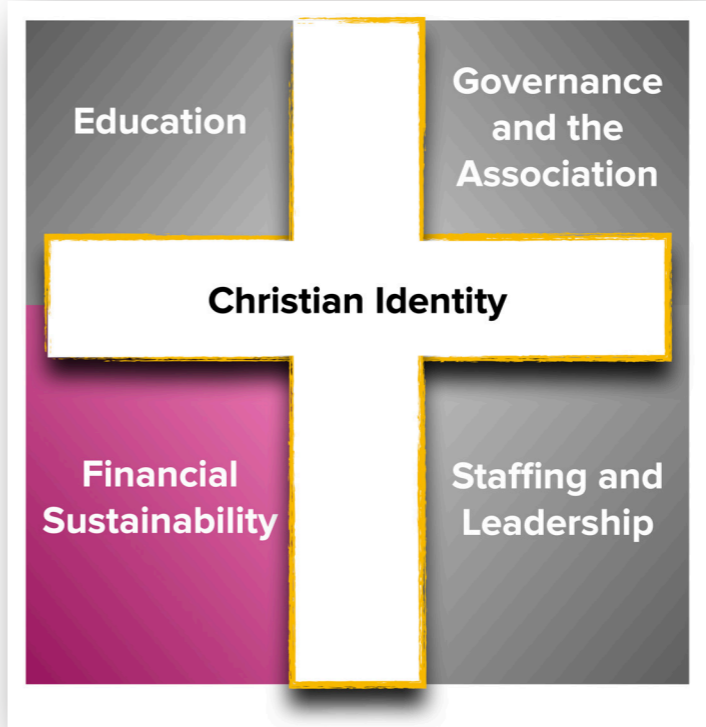 Education
Governance
and the
Association
Christian Identity
Financial
Sustainability
Staffing and
Leadership